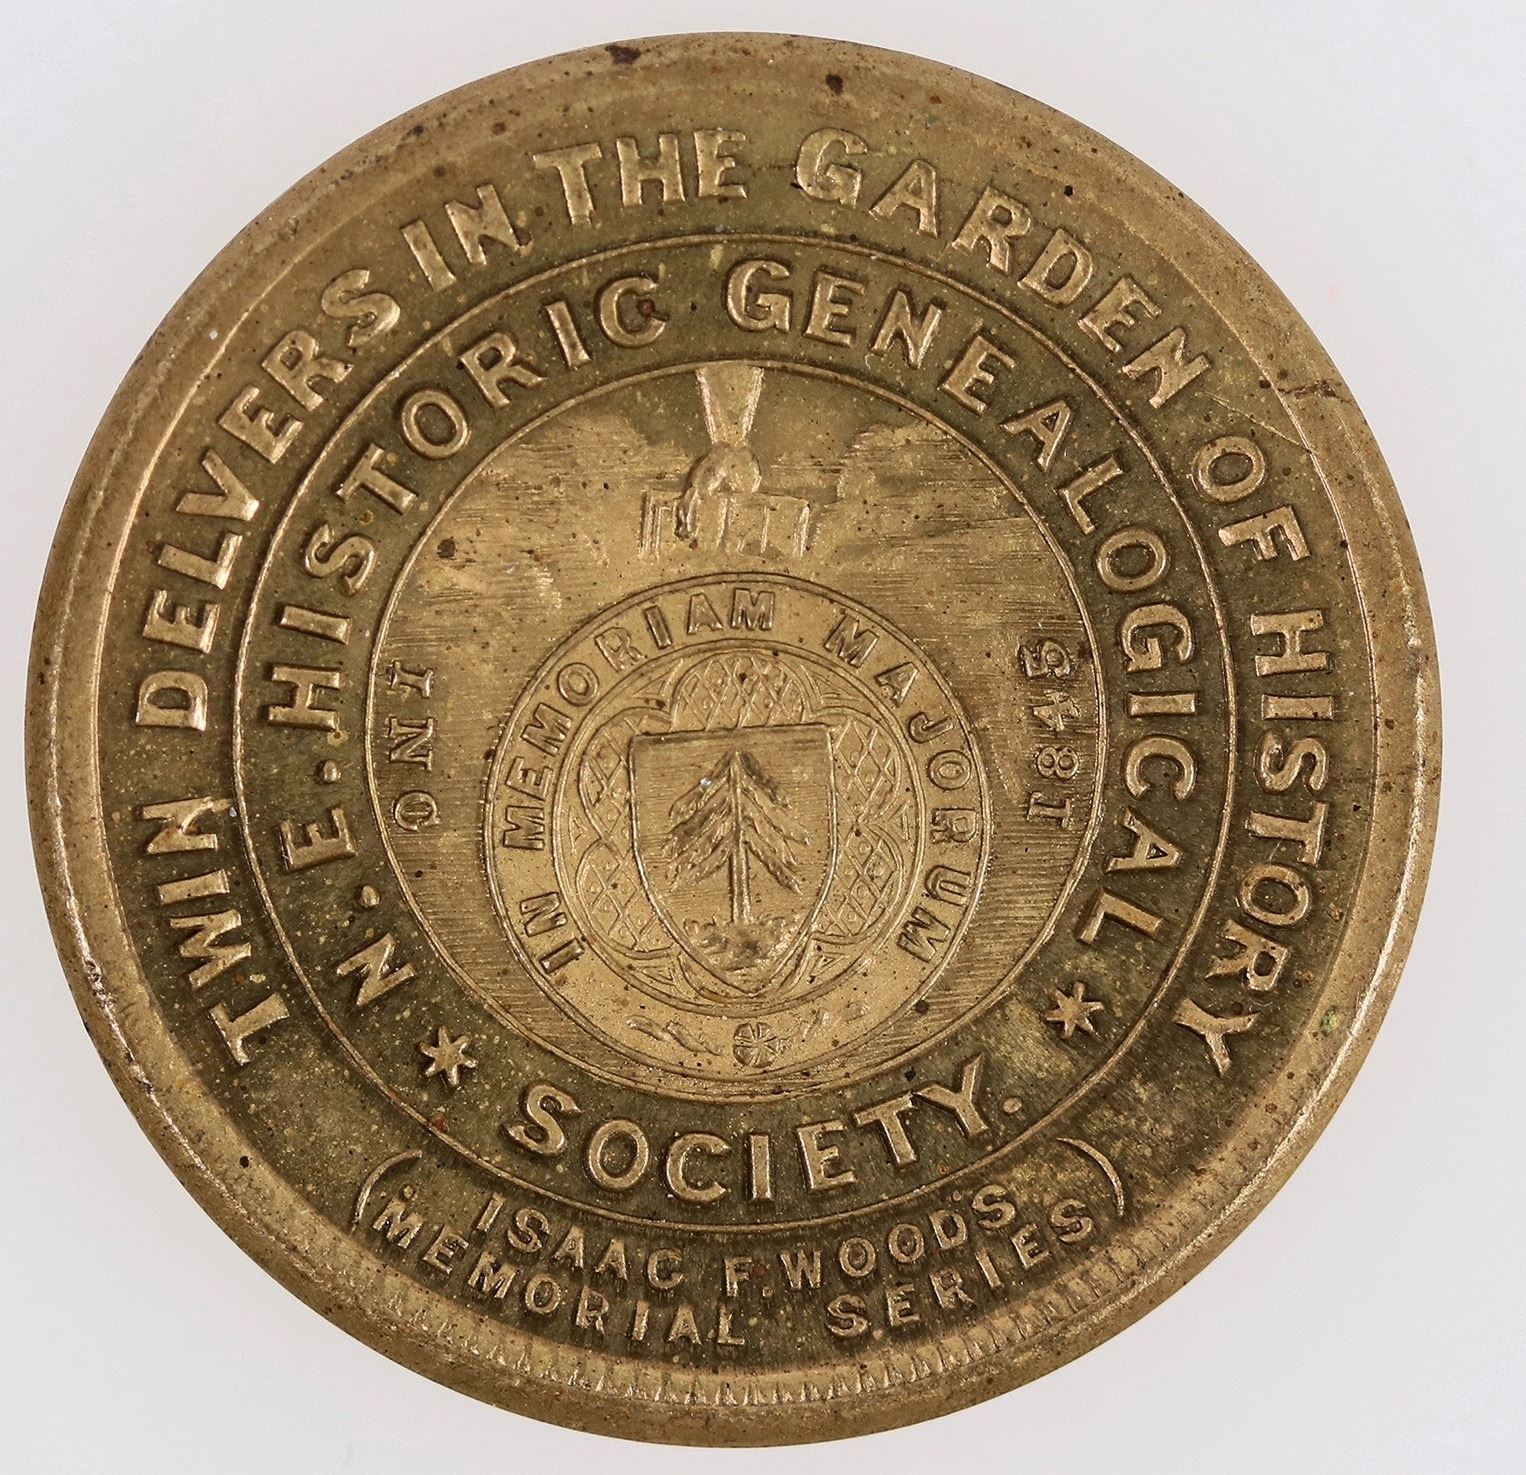 TWIN DELVERS IN THE GARDEN OF HISTORY
N. E. HISTORIC GENEALOGICAL
* SOCIETY. *
INC
1845
IN MEMORIAM MAJORUM
(ISAAC F. WOODS
MEMORIAL SERIES)